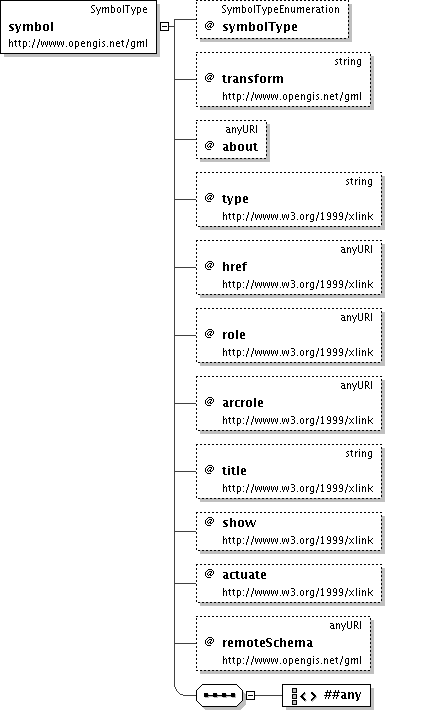 SymbolType
symbol
http://www.opengis.net/gml
SymbolTypeEnumeration
@ symbolType
string
@ transform
http://www.opengis.net/gml
anyURI
@ about
string
@ type
http://www.w3.org/1999/xlink
anyURI
@ href
http://www.w3.org/1999/xlink
anyURI
@ role
http://www.w3.org/1999/xlink
anyURI
@ arcrole
http://www.w3.org/1999/xlink
string
@ title
http://www.w3.org/1999/xlink
@ show
http://www.w3.org/1999/xlink
@ actuate
http://www.w3.org/1999/xlink
anyURI
@ remoteSchema
http://www.opengis.net/gml
##any